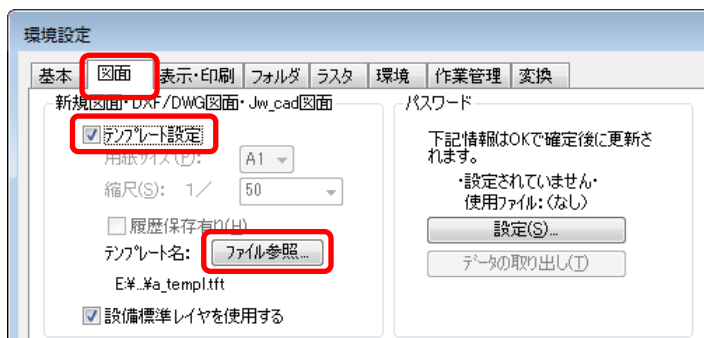 環境設定
基本 図面 表示・印刷 フォルダ ラスタ 環境 作業管理 変換
新規図面・DXF/DWG図面・Jw_cad図面
テンプレート設定
用紙サイズ(P): A1
縮尺(S): 1／ 50
履歴保存有り(H)
テンプレート名: ファイル参照...
E:¥...¥a_templ.tft
設備標準レイヤを使用する
パスワード
下記情報はOKで確定後に更新さ
れます。
・設定されていません・
使用ファイル:(なし)
設定(S)...
データの取り出し(T)